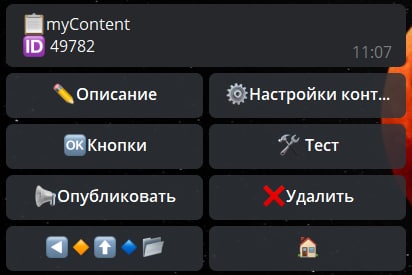 📋myContent
🆔 49782
11:07
✏️Описание
⚙️Настройки конт...
🆗Кнопки
🛠 Тест
📢Опубликовать
❌Удалить
◀️🔸⬆️🔹📂
🏠